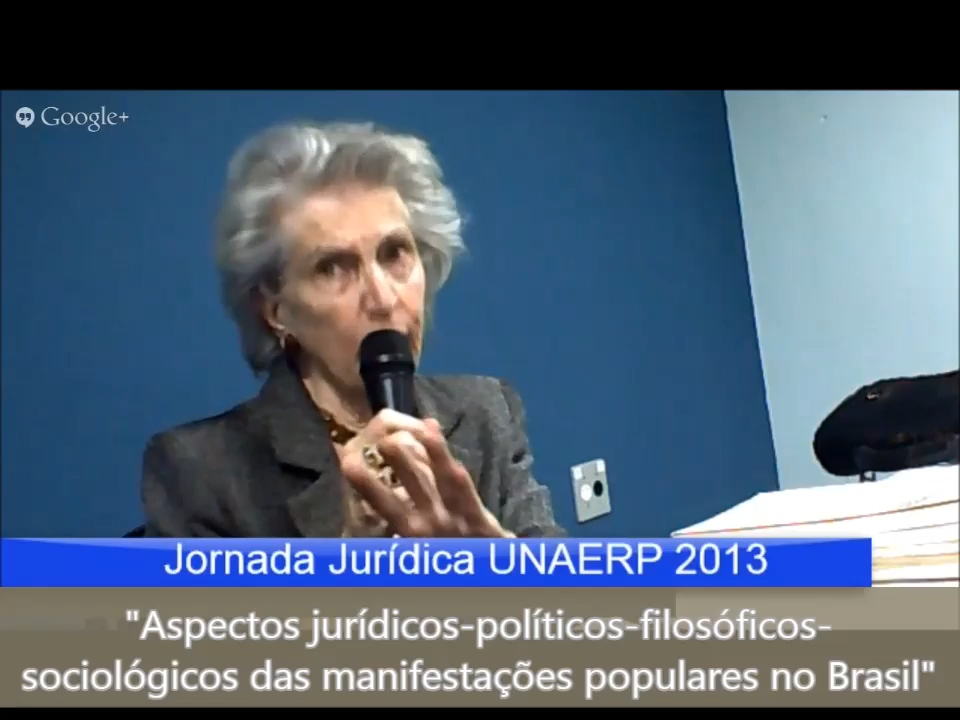 Google+
Jornada Jurídica UNAERP 2013
"Aspectos jurídicos-políticos-filosóficos-
sociológicos das manifestações populares no Brasil"